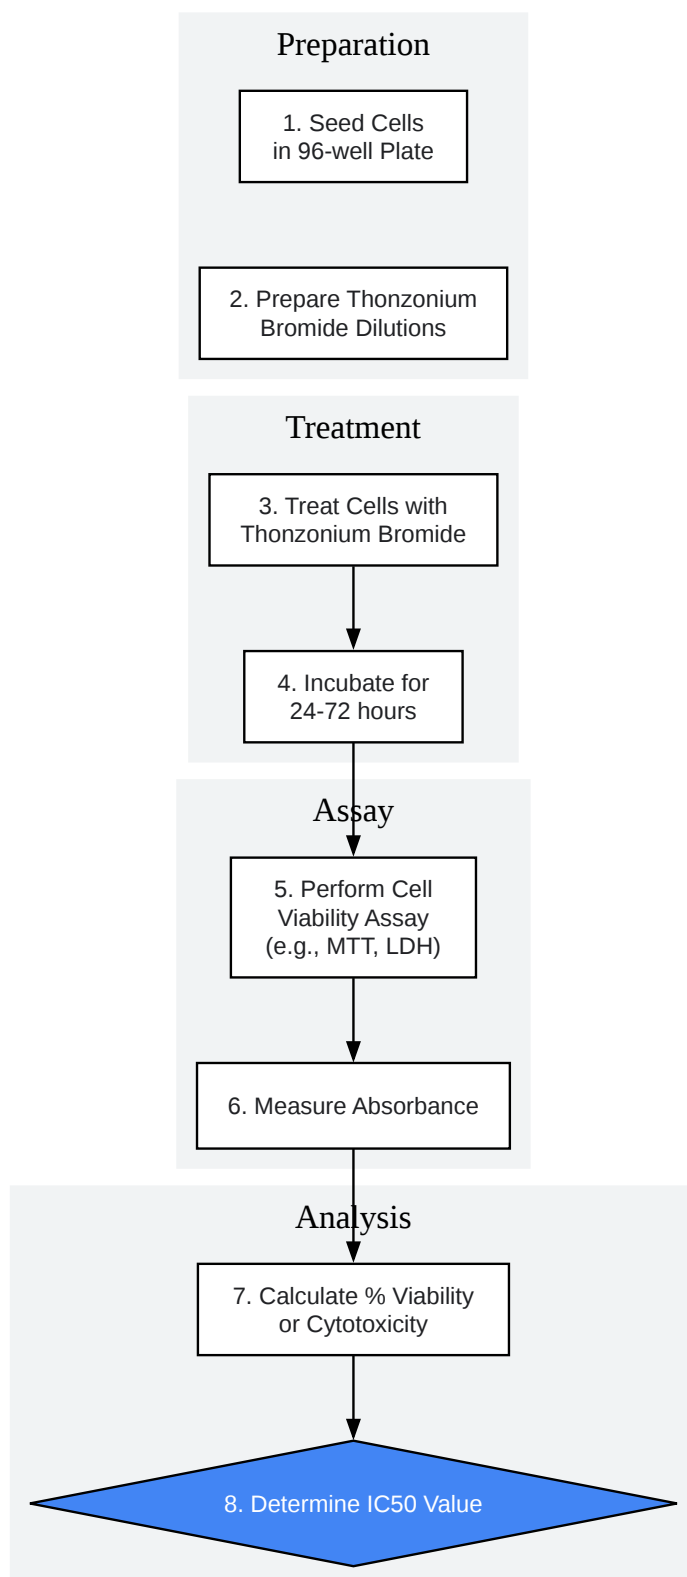 Preparation
1. Seed Cells
in 96-well Plate
2. Prepare Thonzonium
Bromide Dilutions
Treatment
3. Treat Cells with
Thonzonium Bromide
4. Incubate for
24-72 hours
Assay
5. Perform Cell
Viability Assay
(e.g., MTT, LDH)
6. Measure Absorbance
Analysis
7. Calculate % Viability
or Cytotoxicity
8. Determine IC50 Value